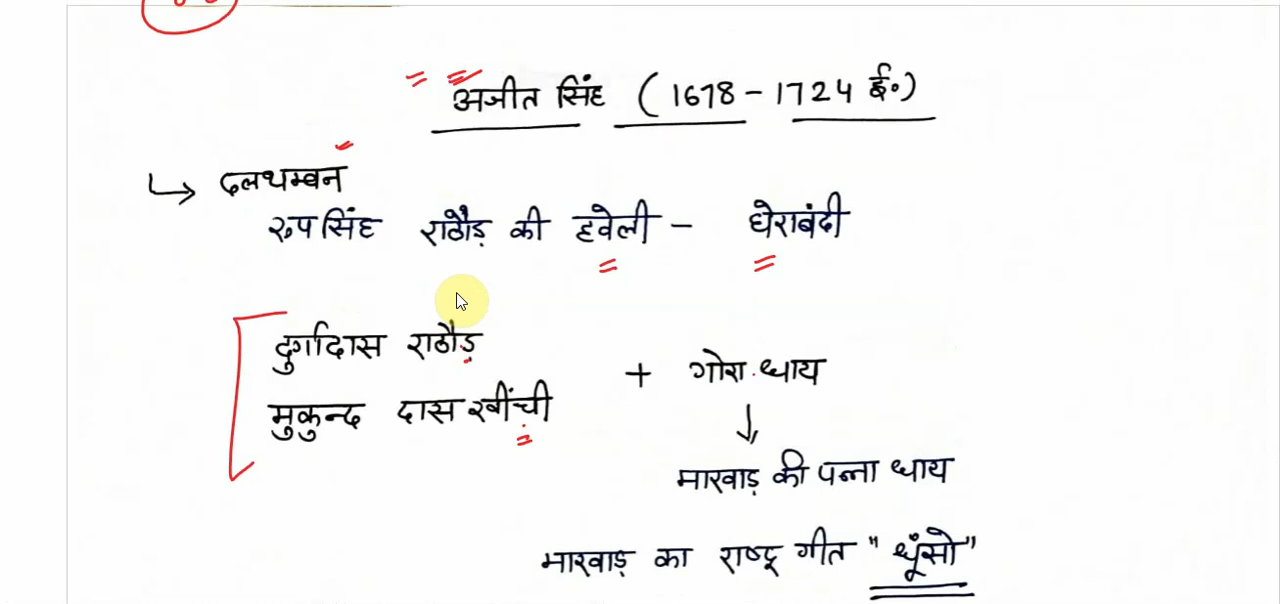 अजीत सिंह ( 1678 - 1724 ई० )
↳ दलथम्बन
रुपसिंह राठौड़ की हवेली - घेराबंदी
दुर्गादास राठौड़
मुकुन्द दास खींची + गोरा धाय
↓
मारवाड़ की पन्ना धाय
मारवाड़ का राष्ट्र गीत "धूंसो"